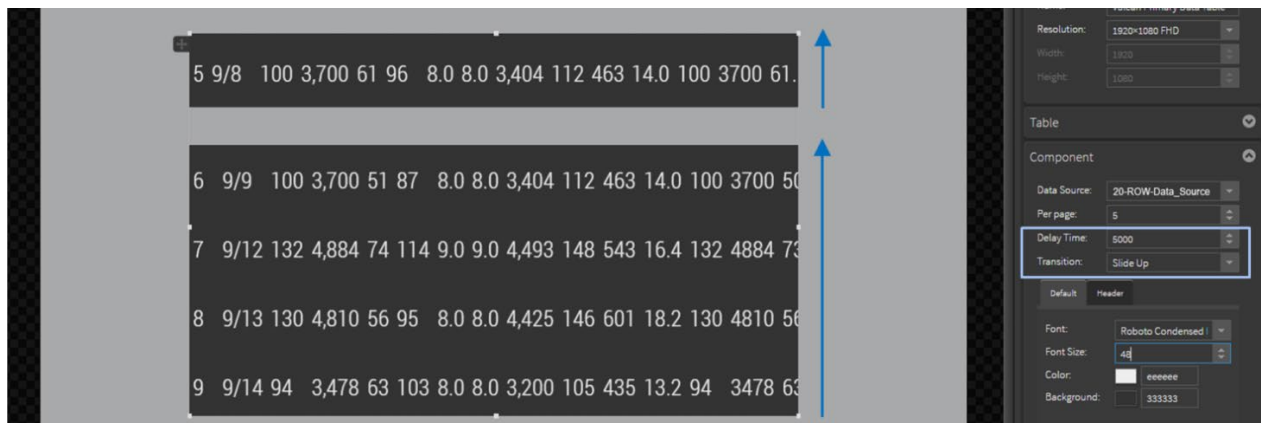 5 9/8 100 3,700 61 96 8.0 8.0 3,404 112 463 14.0 100 3700 61.
6 9/9 100 3,700 51 87 8.0 8.0 3,404 112 463 14.0 100 3700 50
7 9/12 132 4,884 74 114 9.0 9.0 4,493 148 543 16.4 132 4884 73
8 9/13 130 4,810 56 95 8.0 8.0 4,425 146 601 18.2 130 4810 56
9 9/14 94 3,478 63 103 8.0 8.0 3,200 105 435 13.2 94 3478 63
Resolution: 1920×1080 FHD
Width: 1920
Height: 1080
Table
Component
Data Source: 20-ROW-Data_Source
Per page: 5
Delay Time: 5000
Transition: Slide Up
Default Header
Font: Roboto Condensed
Font Size: 48
Color: eeeeee
Background: 333333